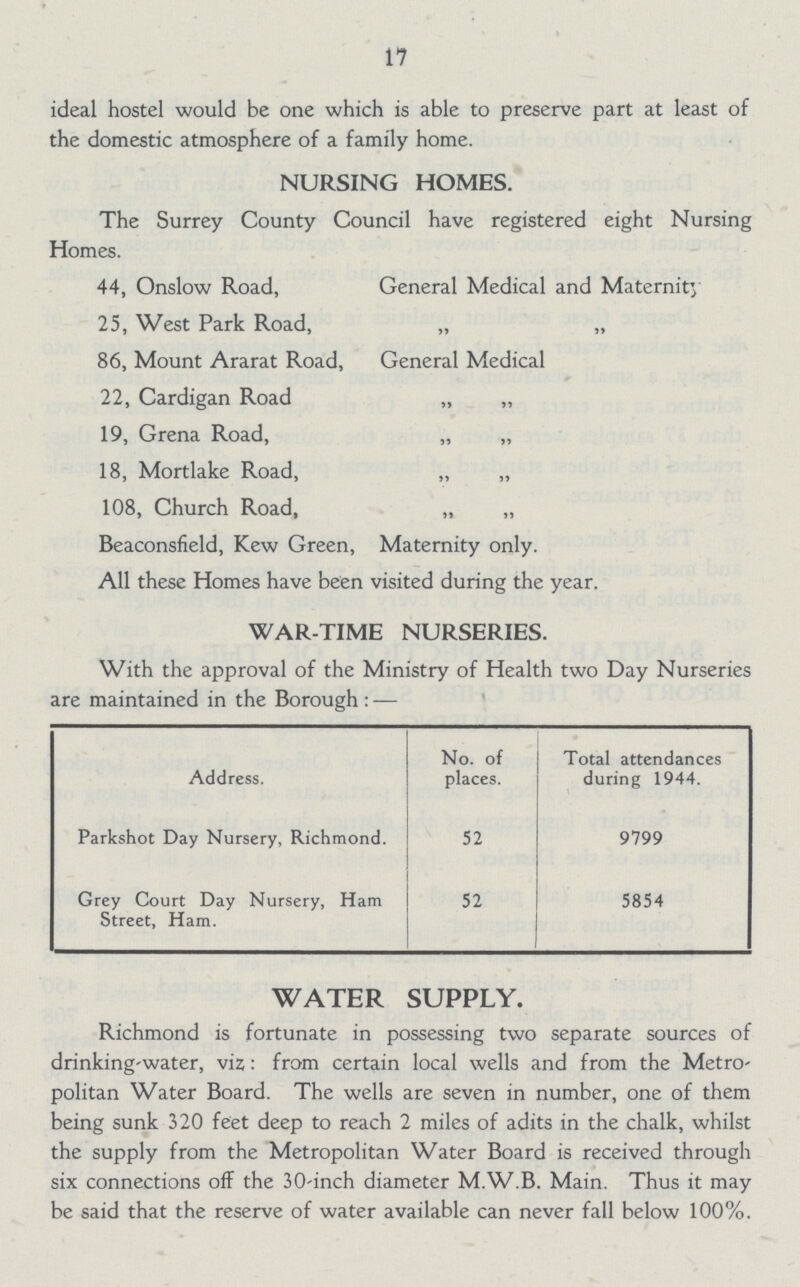 17
ideal hostel would be one which is able to preserve part at least of
the domestic atmosphere of a family home.
NURSING HOMES.
The Surrey County Council have registered eight Nursing
Homes.
44, Onslow Road, General Medical and Maternity
25, West Park Road, „ „
86, Mount Ararat Road, General Medical
22, Cardigan Road „ „
19, Grena Road, „ „
18, Mortlake Road, „ „
108, Church Road, „ „
Beaconsfield, Kew Green, Maternity only.
All these Homes have been visited during the year.
WAR-TIME NURSERIES.
With the approval of the Ministry of Health two Day Nurseries
are maintained in the Borough : —
Address. No. of places. Total attendances during 1944.
Parkshot Day Nursery, Richmond. 52 9799
Grey Court Day Nursery, Ham 52 5854
Street, Ham.
WATER SUPPLY.
Richmond is fortunate in possessing two separate sources of
drinking-water, viz: from certain local wells and from the Metro-
politan Water Board. The wells are seven in number, one of them
being sunk 320 feet deep to reach 2 miles of adits in the chalk, whilst
the supply from the Metropolitan Water Board is received through
six connections off the 30-inch diameter M.W.B. Main. Thus it may
be said that the reserve of water available can never fall below 100%.